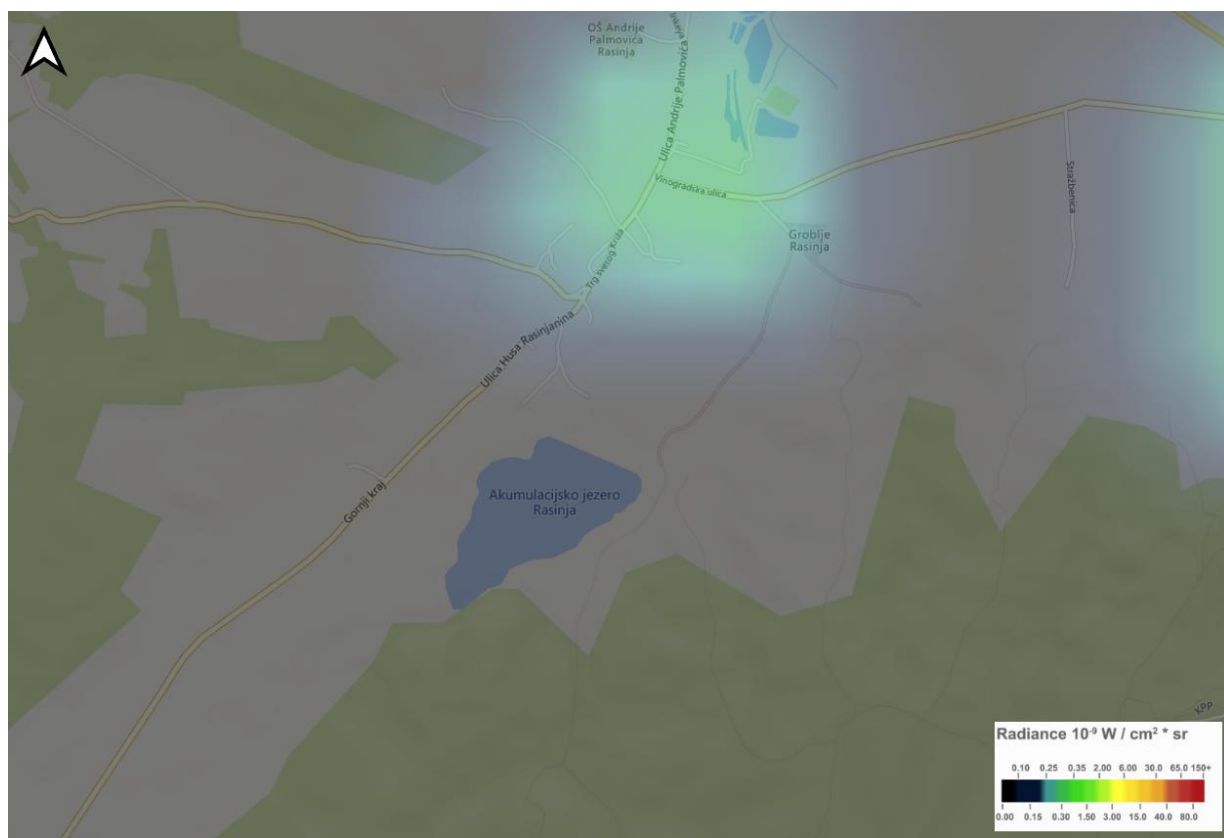 OŠ Andrije
Palmovića
Rasinja
Ulica Andrije Palmovića
Vinogradska ulica
Stražbenica
Groblje
Rasinja
Trg svetog Križa
Ulica Husa Rasinjanina
Akumulacijsko jezero
Rasinja
Gornji kraj
KPP
Radiance 10⁻⁹ W / cm² * sr
0.10 0.25 0.35 2.00 6.00 30.0 65.0 150+
0.00 0.15 0.30 1.50 3.00 15.0 40.0 80.0